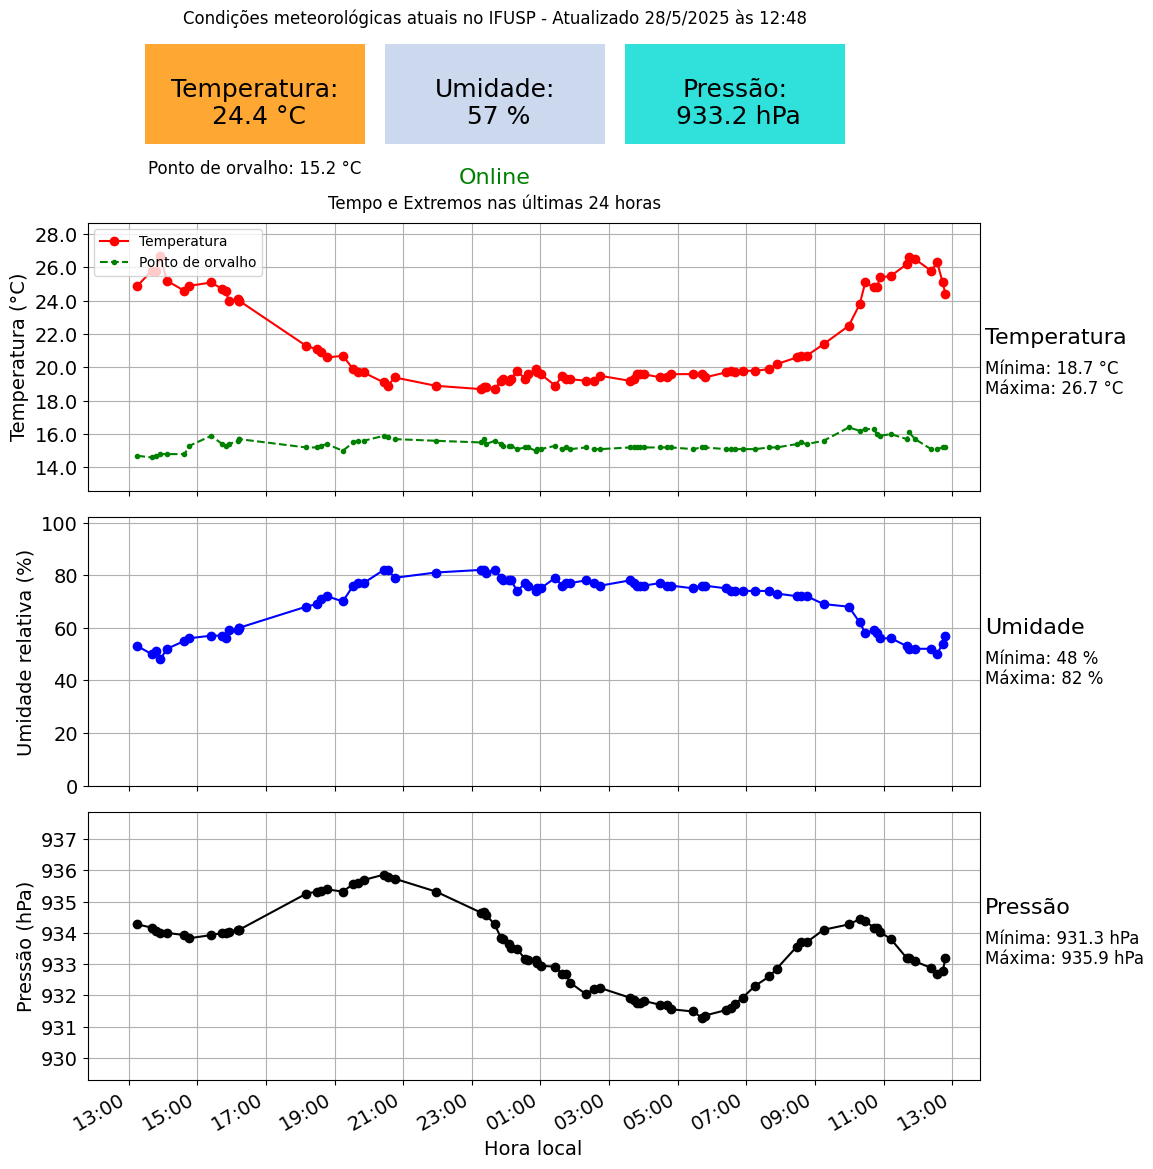 Condições meteorológicas atuais no IFUSP - Atualizado 28/5/2025 às 12:48
Temperatura:
24.4 °C
Umidade:
57 %
Pressão:
933.2 hPa
Ponto de orvalho: 15.2 °C
Online
Tempo e Extremos nas últimas 24 horas
Temperatura (°C)
28.0
26.0
24.0
22.0
20.0
18.0
16.0
14.0
Temperatura
Ponto de orvalho
Temperatura
Mínima: 18.7 °C
Máxima: 26.7 °C
Umidade relativa (%)
100
80
60
40
20
0
Umidade
Mínima: 48 %
Máxima: 82 %
Pressão (hPa)
937
936
935
934
933
932
931
930
Pressão
Mínima: 931.3 hPa
Máxima: 935.9 hPa
13:00
15:00
17:00
19:00
21:00
23:00
01:00
03:00
05:00
07:00
09:00
11:00
13:00
Hora local